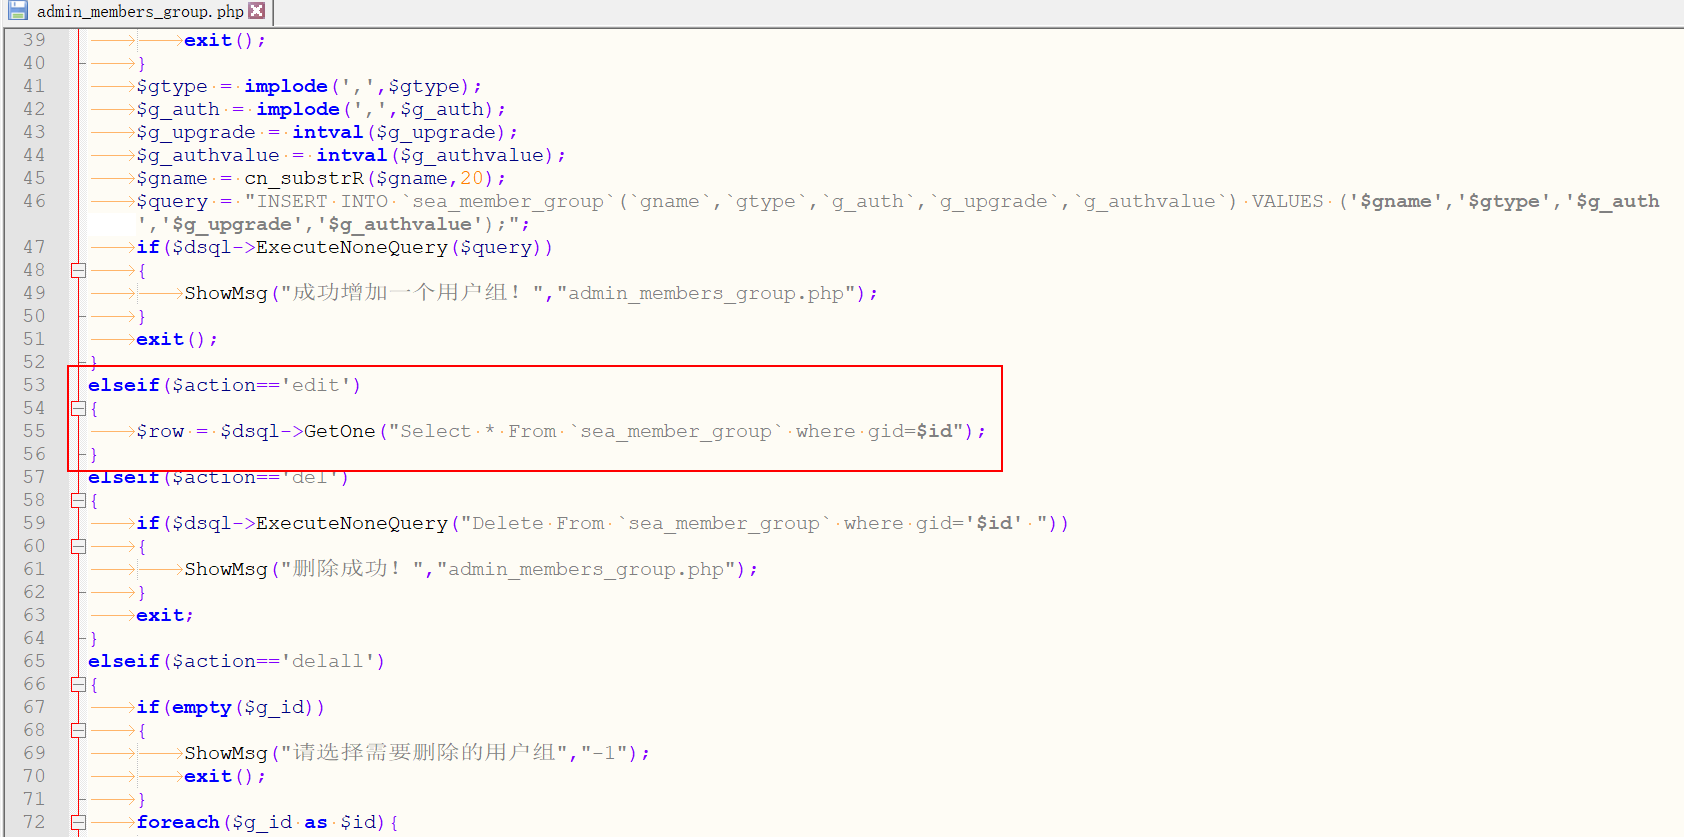 admin_members_group.php
39 exit();
40 }
41 $gtype = implode(',',$gtype);
42 $g_auth = implode(',',$g_auth);
43 $g_upgrade = intval($g_upgrade);
44 $g_authvalue = intval($g_authvalue);
45 $gname = cn_substrR($gname,20);
46 $query = "INSERT INTO `sea_member_group`(`gname`,`gtype`,`g_auth`,`g_upgrade`,`g_authvalue`) VALUES ('$gname','$gtype','$g_auth
','$g_upgrade','$g_authvalue');";
47 if($dsql->ExecuteNoneQuery($query))
48 {
49 ShowMsg("成功增加一个用户组！","admin_members_group.php");
50 }
51 exit();
52 }
53 elseif($action=='edit')
54 {
55 $row = $dsql->GetOne("Select * From `sea_member_group` where gid=$id");
56 }
57 elseif($action=='del')
58 {
59 if($dsql->ExecuteNoneQuery("Delete From `sea_member_group` where gid='$id' "))
60 {
61 ShowMsg("删除成功！","admin_members_group.php");
62 }
63 exit;
64 }
65 elseif($action=='delall')
66 {
67 if(empty($g_id))
68 {
69 ShowMsg("请选择需要删除的用户组","-1");
70 exit();
71 }
72 foreach($g_id as $id){